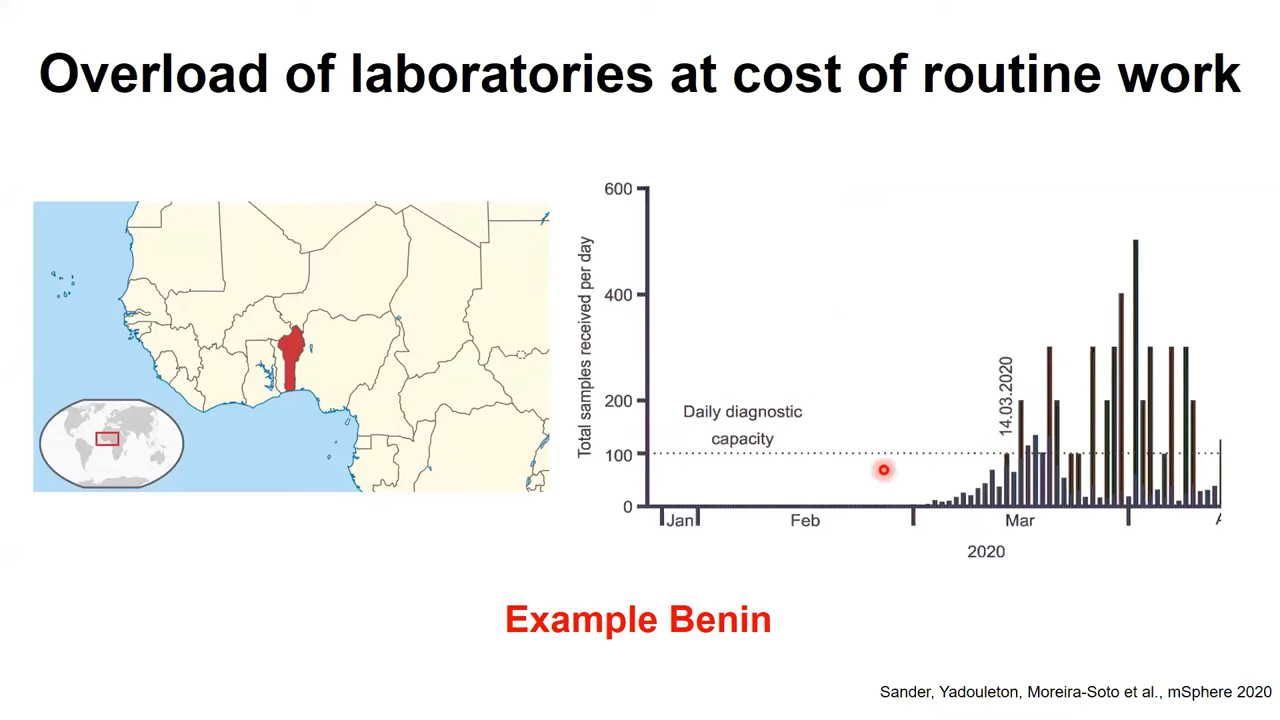 Overload of laboratories at cost of routine work
600
400
200
100
0
Total samples received per day
Daily diagnostic
capacity
14.03.2020
Jan
Feb
Mar
2020
Example Benin
Sander, Yadouleton, Moreira-Soto et al., mSphere 2020